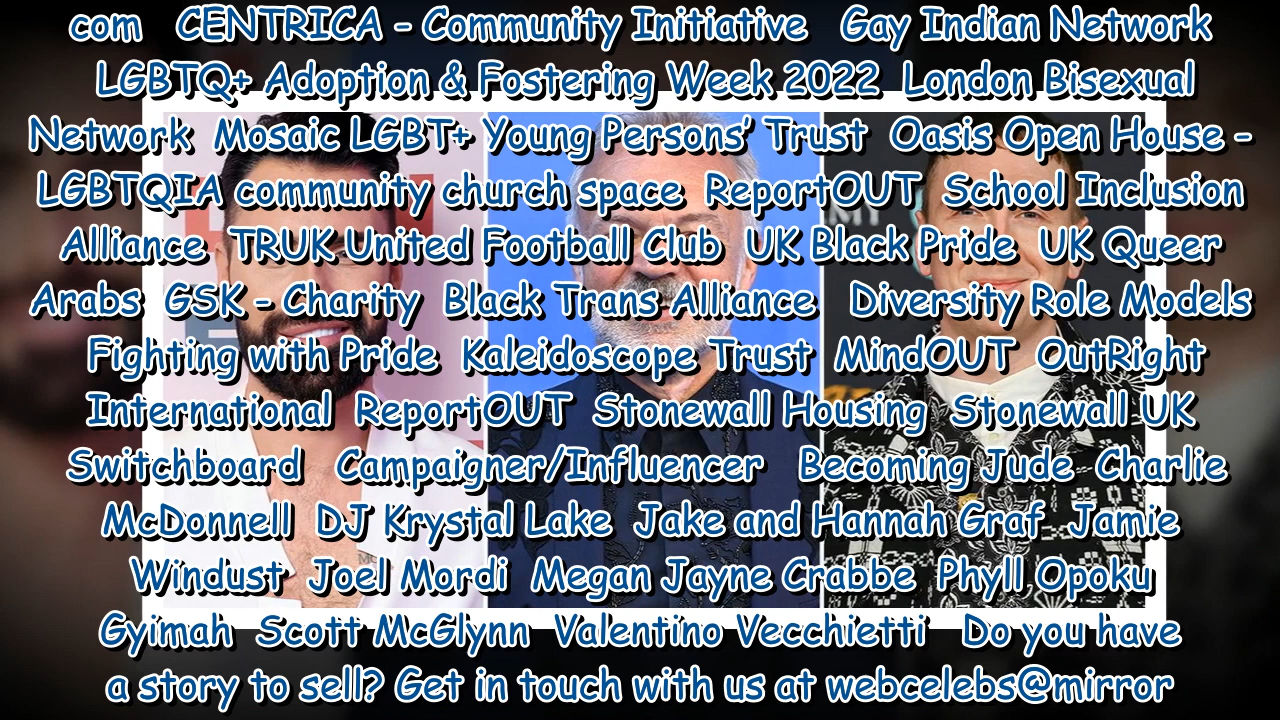 com CENTRICA – Community Initiative Gay Indian Network
LGBTQ+ Adoption & Fostering Week 2022 London Bisexual
Network Mosaic LGBT+ Young Persons’ Trust Oasis Open House –
LGBTQIA community church space ReportOUT School Inclusion
Alliance TRUK United Football Club UK Black Pride UK Queer
Arabs GSK – Charity Black Trans Alliance Diversity Role Models
Fighting with Pride Kaleidoscope Trust MindOUT OutRight
International ReportOUT Stonewall Housing Stonewall UK
Switchboard Campaigner/Influencer Becoming Jude Charlie
McDonnell DJ Krystal Lake Jake and Hannah Graf Jamie
Windust Joel Mordi Megan Jayne Crabbe Phyll Opoku
Gyimah Scott McGlynn Valentino Vecchietti Do you have
a story to sell? Get in touch with us at webcelebs@mirror